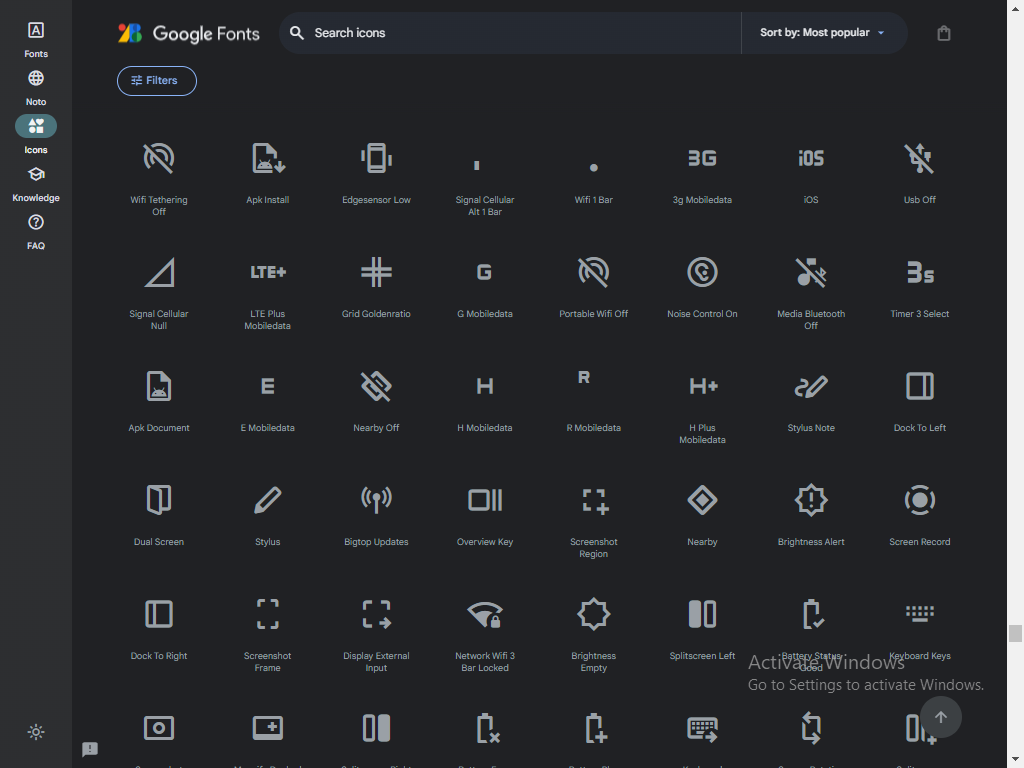 Fonts
Noto
Icons
Knowledge
FAQ
Google Fonts
Search icons
Sort by: Most popular
Filters
3G
iOS
Wifi Tethering
Off
Apk Install
Edgesensor Low
Signal Cellular
Alt 1 Bar
Wifi 1 Bar
3g Mobiledata
iOS
Usb Off
LTE+
G
3s
Signal Cellular
Null
LTE Plus
Mobiledata
Grid Goldenratio
G Mobiledata
Portable Wifi Off
Noise Control On
Media Bluetooth
Off
Timer 3 Select
E
H
R
H+
Apk Document
E Mobiledata
Nearby Off
H Mobiledata
R Mobiledata
H Plus
Mobiledata
Stylus Note
Dock To Left
Dual Screen
Stylus
Bigtop Updates
Overview Key
Screenshot
Region
Nearby
Brightness Alert
Screen Record
Dock To Right
Screenshot
Frame
Display External
Input
Network Wifi 3
Bar Locked
Brightness
Empty
Splitscreen Left
Battery Status
Good
Keyboard Keys
Activate Windows
Go to Settings to activate Windows.